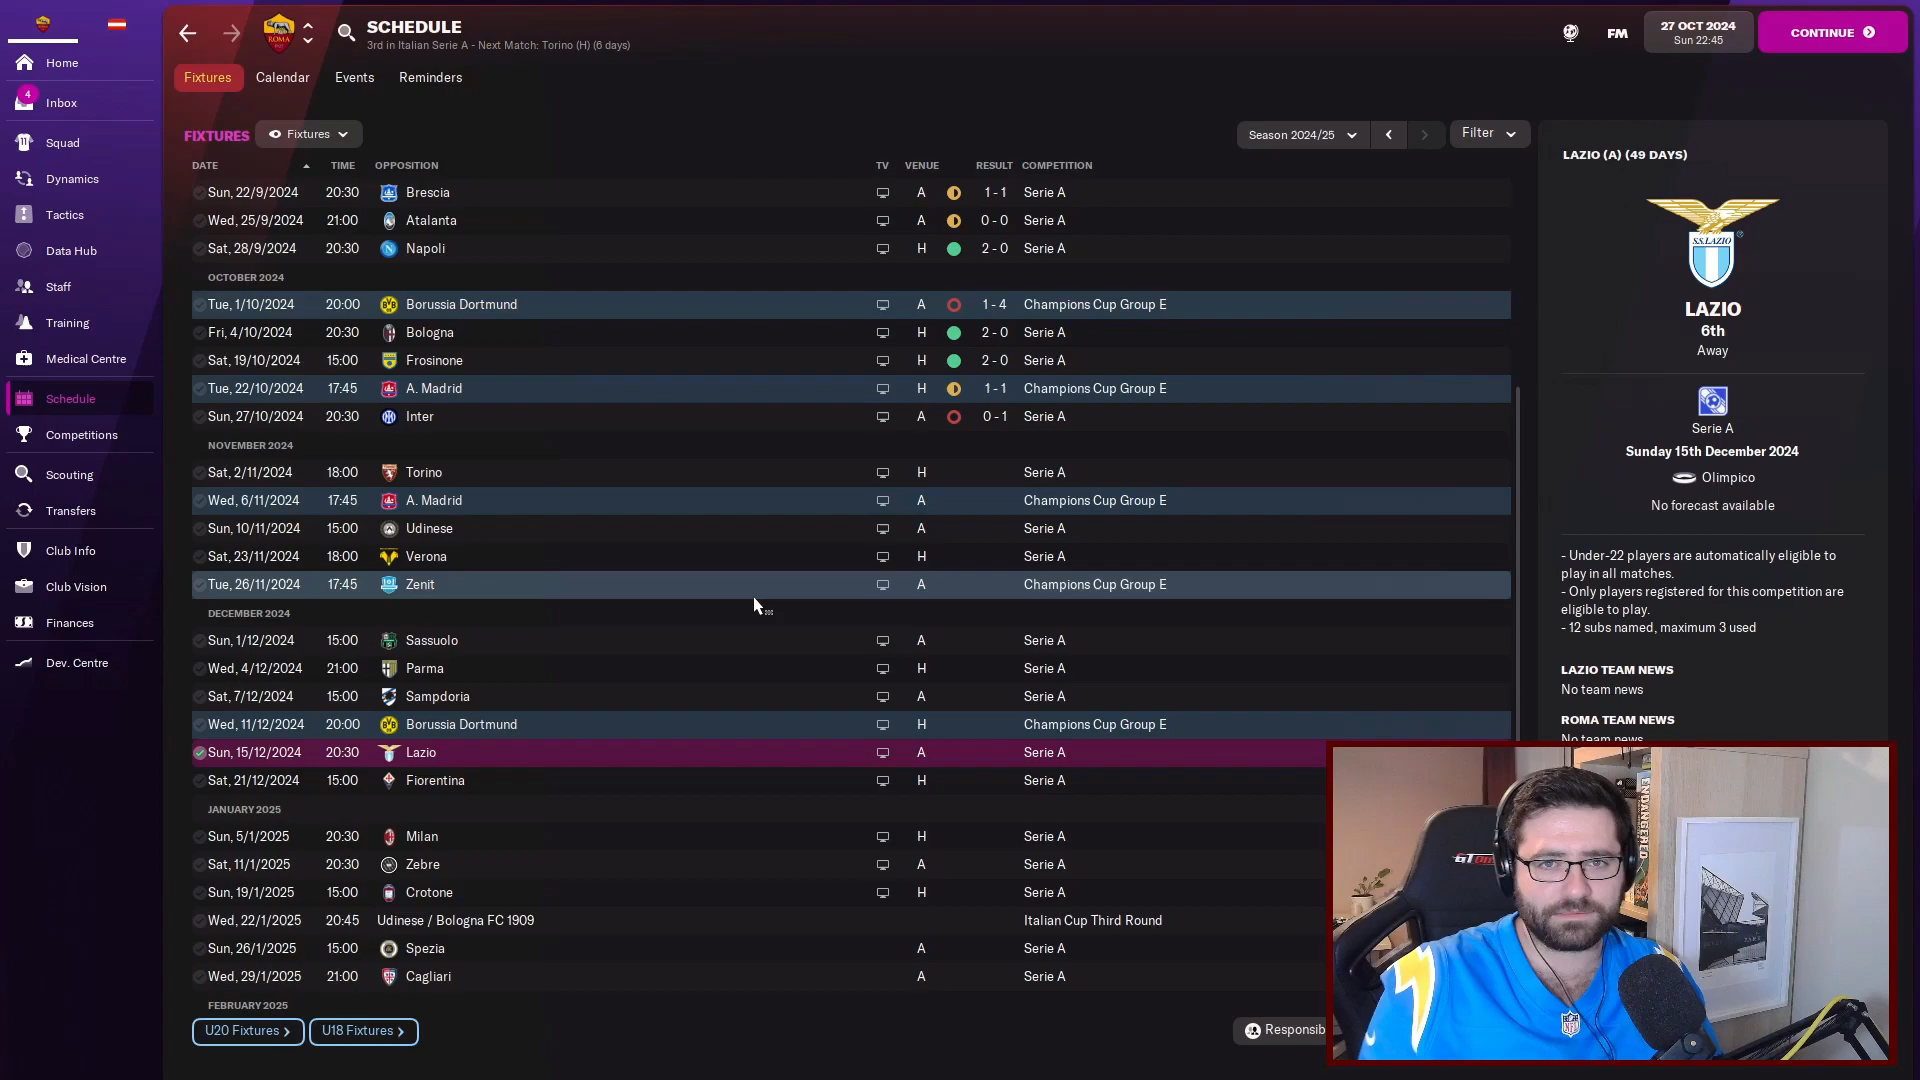 SCHEDULE
3rd in Italian Serie A - Next Match: Torino (H) (6 days)
FM
27 OCT 2024
Sun 22:45
CONTINUE
Home
4
Inbox
Squad
Dynamics
Tactics
Data Hub
Staff
Training
Medical Centre
Schedule
Competitions
Scouting
Transfers
Club Info
Club Vision
Finances
Dev. Centre
Fixtures Calendar Events Reminders
FIXTURES Fixtures Season 2024/25 Filter
DATE TIME OPPOSITION TV VENUE RESULT COMPETITION
Sun, 22/9/2024 20:30 Brescia A 1 - 1 Serie A
Wed, 25/9/2024 21:00 Atalanta A 0 - 0 Serie A
Sat, 28/9/2024 20:30 Napoli H 2 - 0 Serie A
OCTOBER 2024
Tue, 1/10/2024 20:00 Borussia Dortmund A 1 - 4 Champions Cup Group E
Fri, 4/10/2024 20:30 Bologna H 2 - 0 Serie A
Sat, 19/10/2024 15:00 Frosinone H 2 - 0 Serie A
Tue, 22/10/2024 17:45 A. Madrid H 1 - 1 Champions Cup Group E
Sun, 27/10/2024 20:30 Inter A 0 - 1 Serie A
NOVEMBER 2024
Sat, 2/11/2024 18:00 Torino H Serie A
Wed, 6/11/2024 17:45 A. Madrid A Champions Cup Group E
Sun, 10/11/2024 15:00 Udinese A Serie A
Sat, 23/11/2024 18:00 Verona H Serie A
Tue, 26/11/2024 17:45 Zenit A Champions Cup Group E
DECEMBER 2024
Sun, 1/12/2024 15:00 Sassuolo A Serie A
Wed, 4/12/2024 21:00 Parma H Serie A
Sat, 7/12/2024 15:00 Sampdoria A Serie A
Wed, 11/12/2024 20:00 Borussia Dortmund H Champions Cup Group E
Sun, 15/12/2024 20:30 Lazio A Serie A
Sat, 21/12/2024 15:00 Fiorentina H Serie A
JANUARY 2025
Sun, 5/1/2025 20:30 Milan H Serie A
Sat, 11/1/2025 20:30 Zebre A Serie A
Sun, 19/1/2025 15:00 Crotone H Serie A
Wed, 22/1/2025 20:45 Udinese / Bologna FC 1909 Italian Cup Third Round
Sun, 26/1/2025 15:00 Spezia A Serie A
Wed, 29/1/2025 21:00 Cagliari A Serie A
FEBRUARY 2025
U20 Fixtures U18 Fixtures Responsib
LAZIO (A) (49 DAYS)
S.S.LAZIO
LAZIO
6th
Away
Serie A
Sunday 15th December 2024
Olimpico
No forecast available
- Under-22 players are automatically eligible to
play in all matches.
- Only players registered for this competition are
eligible to play.
- 12 subs named, maximum 3 used
LAZIO TEAM NEWS
No team news
ROMA TEAM NEWS
No team news
ROMA
ENDANGERED
NFL